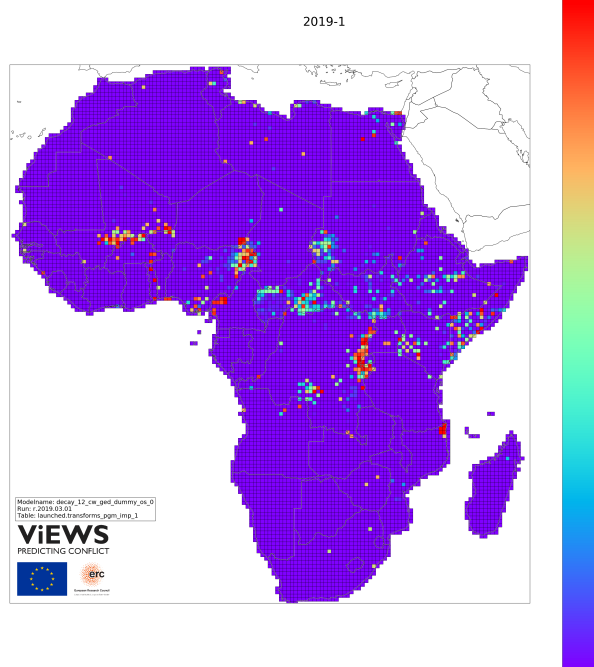 2019-1
Modelname: decay_12_cw_ged_dummy_os_0
Run: r.2019.03.01
Table: launched.transforms_pgm_imp_1
ViEWS
PREDICTING CONFLICT
erc
European Research Council